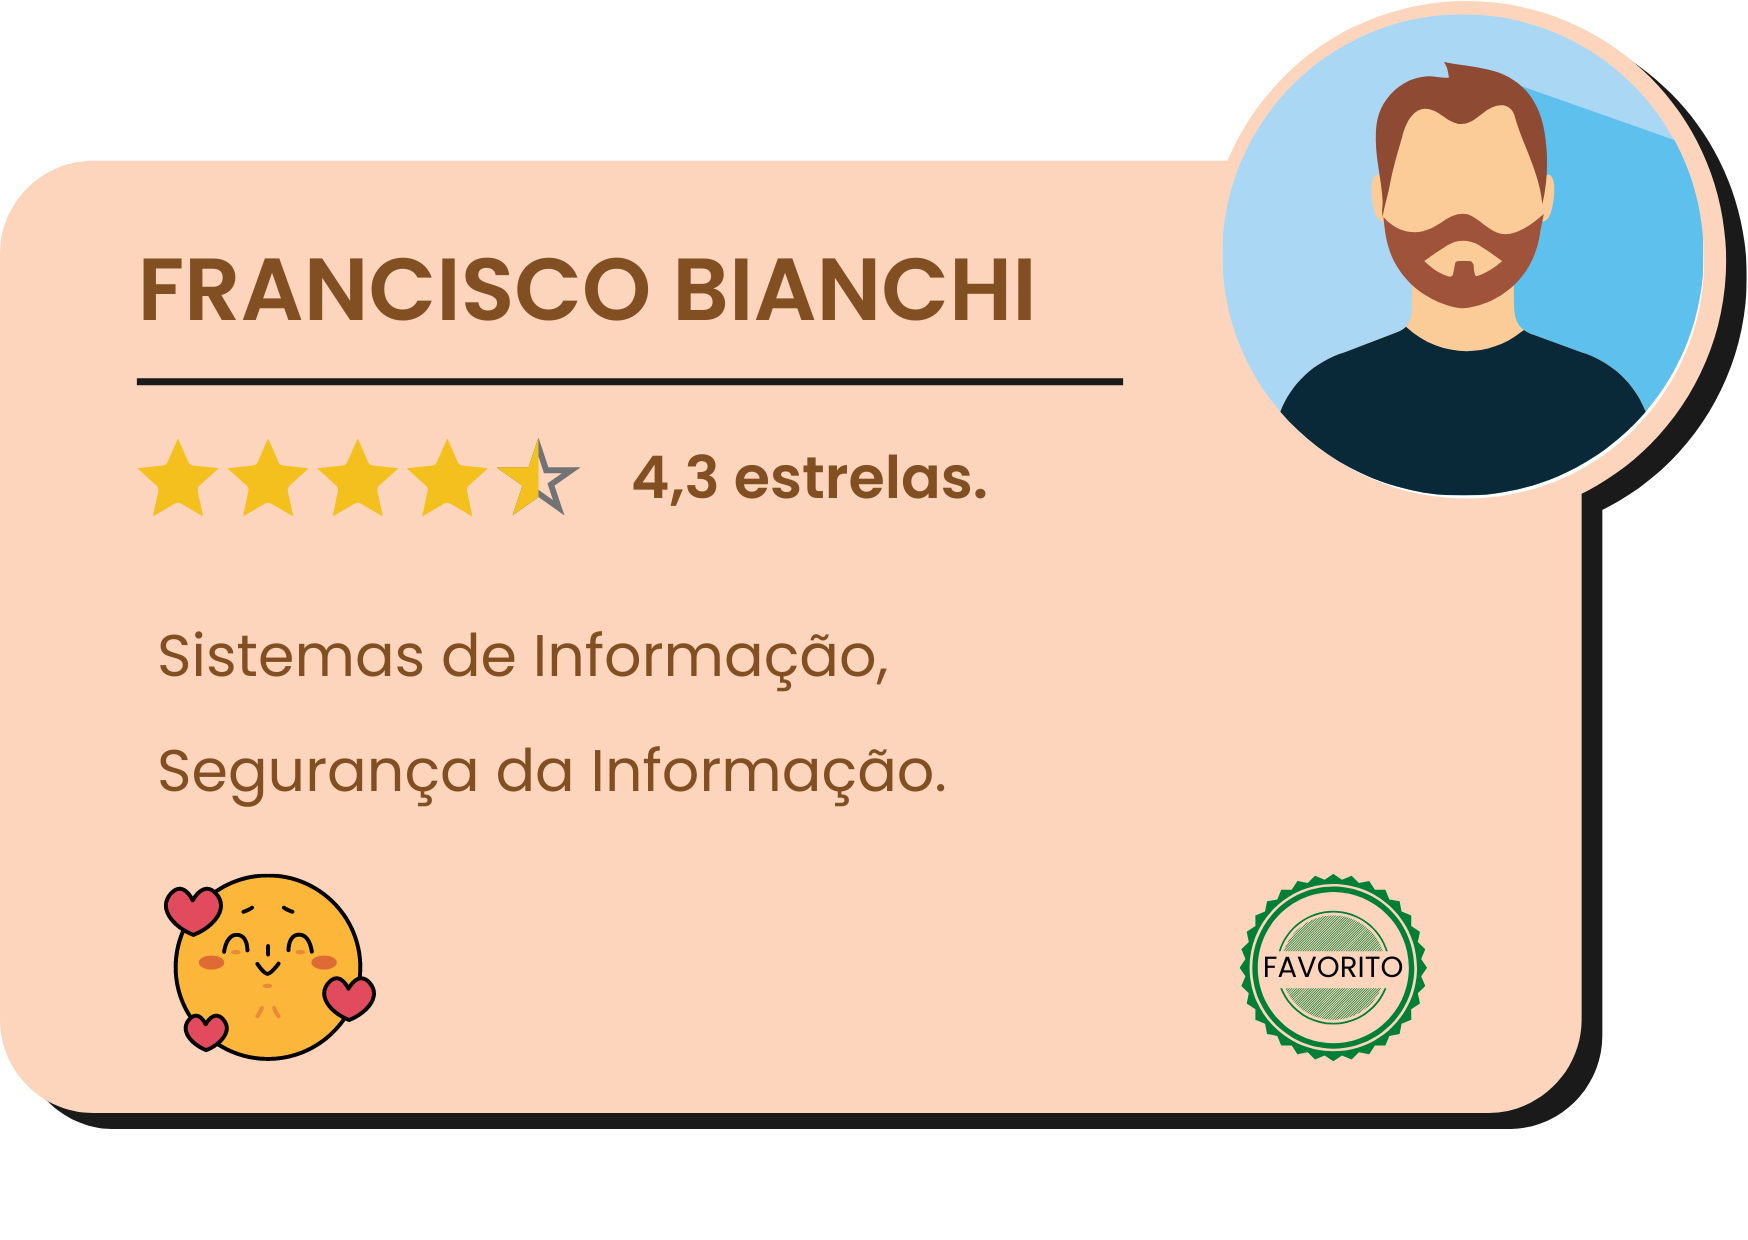 FRANCISCO BIANCHI
4,3 estrelas.
Sistemas de Informação,
Segurança da Informação.
FAVORITO